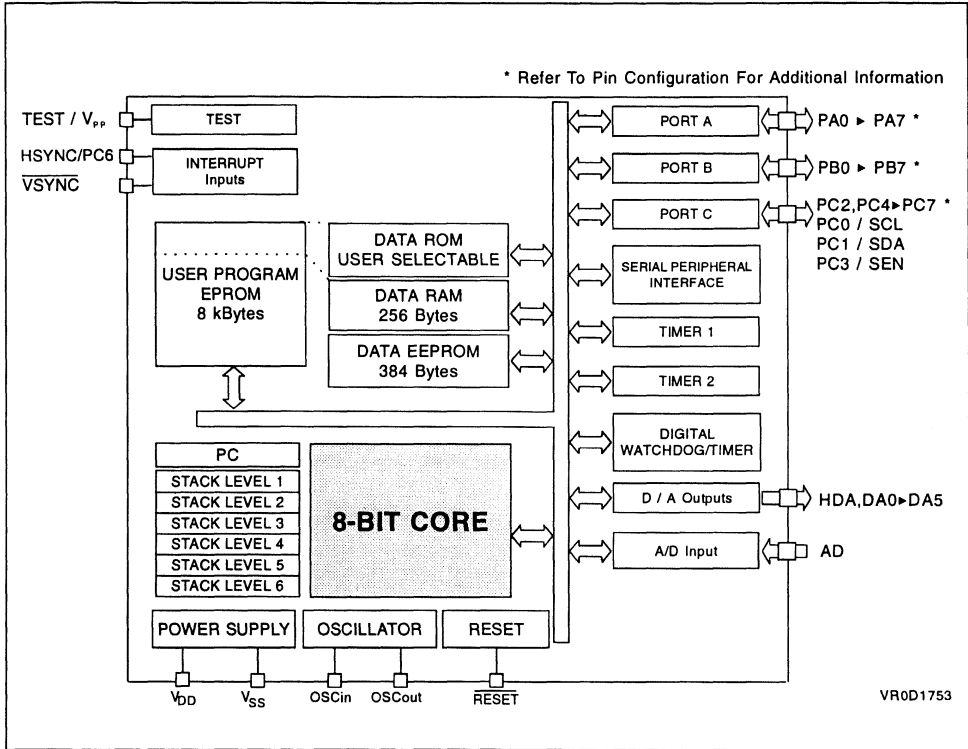 * Refer To Pin Configuration For Additional Information
TEST / VPP
TEST
HSYNC/PC6
VSYNC
INTERRUPT
Inputs
USER PROGRAM
EPROM
8 kBytes
DATA ROM
USER SELECTABLE
DATA RAM
256 Bytes
DATA EEPROM
384 Bytes
PC
STACK LEVEL 1
STACK LEVEL 2
STACK LEVEL 3
STACK LEVEL 4
STACK LEVEL 5
STACK LEVEL 6
8-BIT CORE
POWER SUPPLY
OSCILLATOR
RESET
VDD
VSS
OSCin
OSCout
RESET
PORT A
PA0 ▸ PA7 *
PORT B
PB0 ▸ PB7 *
PORT C
PC2,PC4▸PC7 *
PC0 / SCL
PC1 / SDA
PC3 / SEN
SERIAL PERIPHERAL
INTERFACE
TIMER 1
TIMER 2
DIGITAL
WATCHDOG/TIMER
D / A Outputs
HDA,DA0▸DA5
A/D Input
AD
VR0D1753